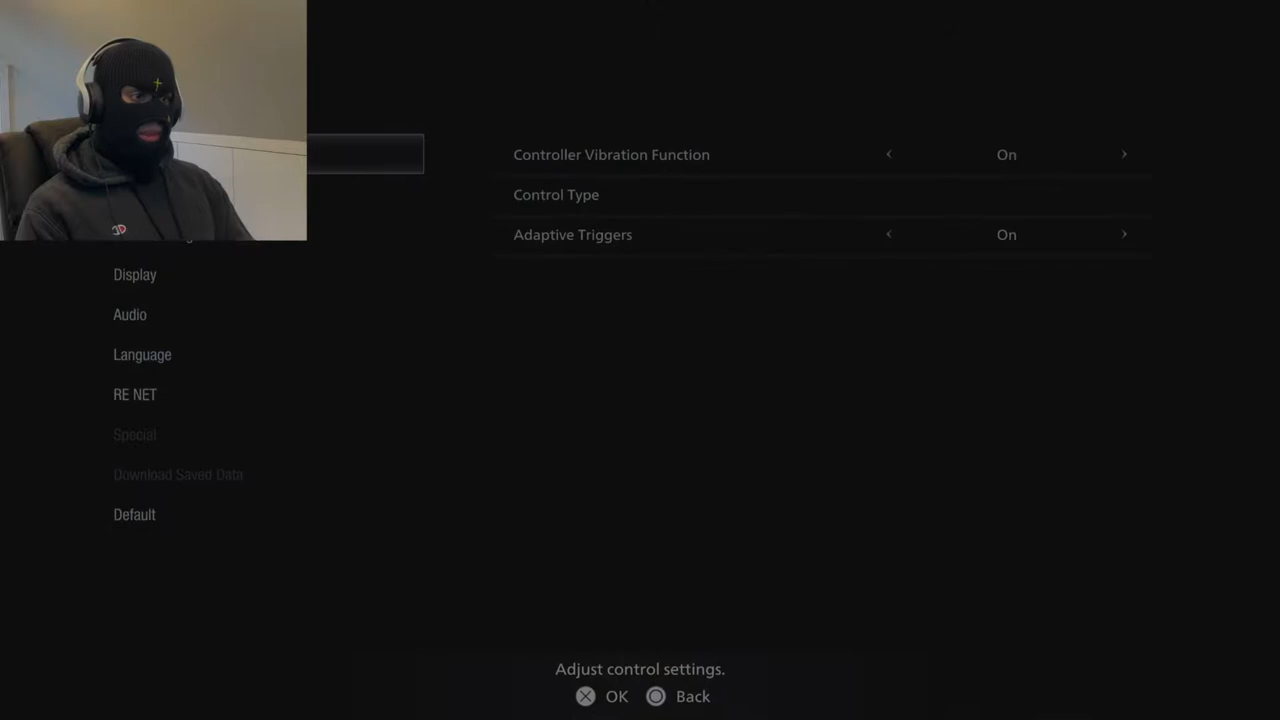 Controller Vibration Function
On
Control Type
Adaptive Triggers
On
Display
Audio
Language
RE NET
Special
Download Saved Data
Default
Adjust control settings.
OK
Back